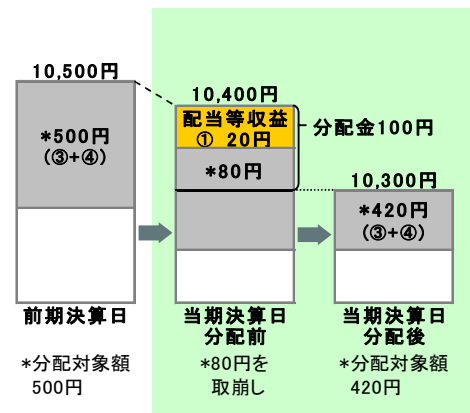 10,500円
*500円
(③+④)
前期決算日
*分配対象額
500円
10,400円
配当等収益
① 20円
*80円
分配金100円
当期決算日
分配前
*80円を
取崩し
10,300円
*420円
(③+④)
当期決算日
分配後
*分配対象額
420円